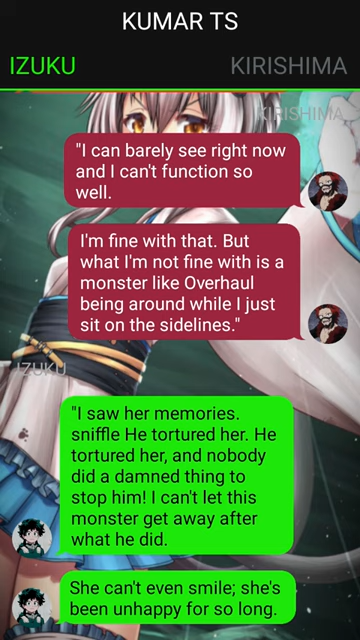 KUMAR TS
IZUKU
KIRISHIMA
KIRISHIMA
"I can barely see right now
and I can't function so
well.
I'm fine with that. But
what I'm not fine with is a
monster like Overhaul
being around while I just
sit on the sidelines."
IZUKU
"I saw her memories.
sniffle He tortured her. He
tortured her, and nobody
did a damned thing to
stop him! I can't let this
monster get away after
what he did.
She can't even smile; she's
been unhappy for so long.